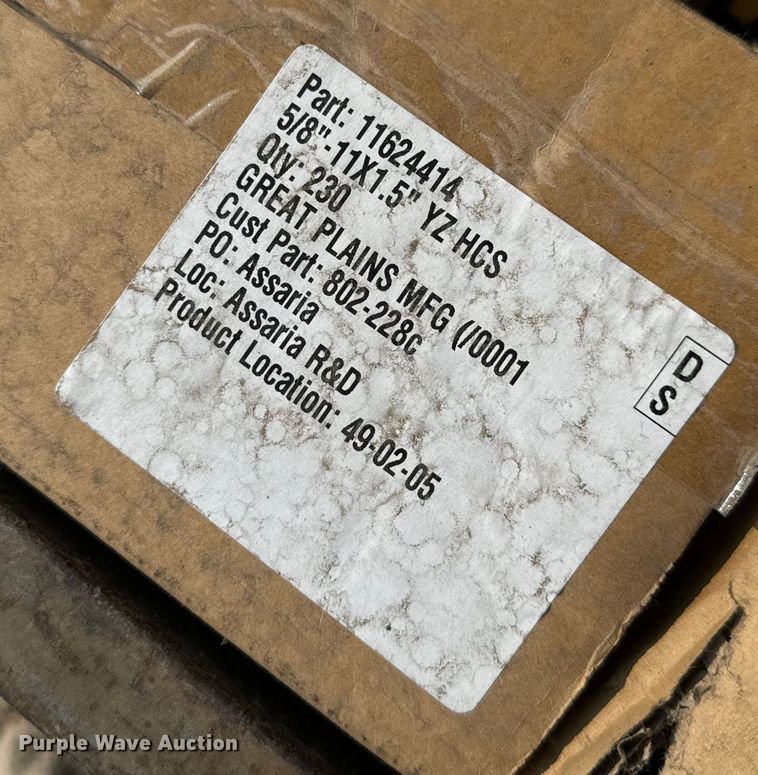 Part: 11624414
5/8"-11X1.5" YZ HCS
Qty: 230
GREAT PLAINS MFG (/0001
Cust Part: 802-228c
PO: Assaria
Loc: Assaria R&D
Product Location: 49-02-05
D
S
Purple Wave Auction